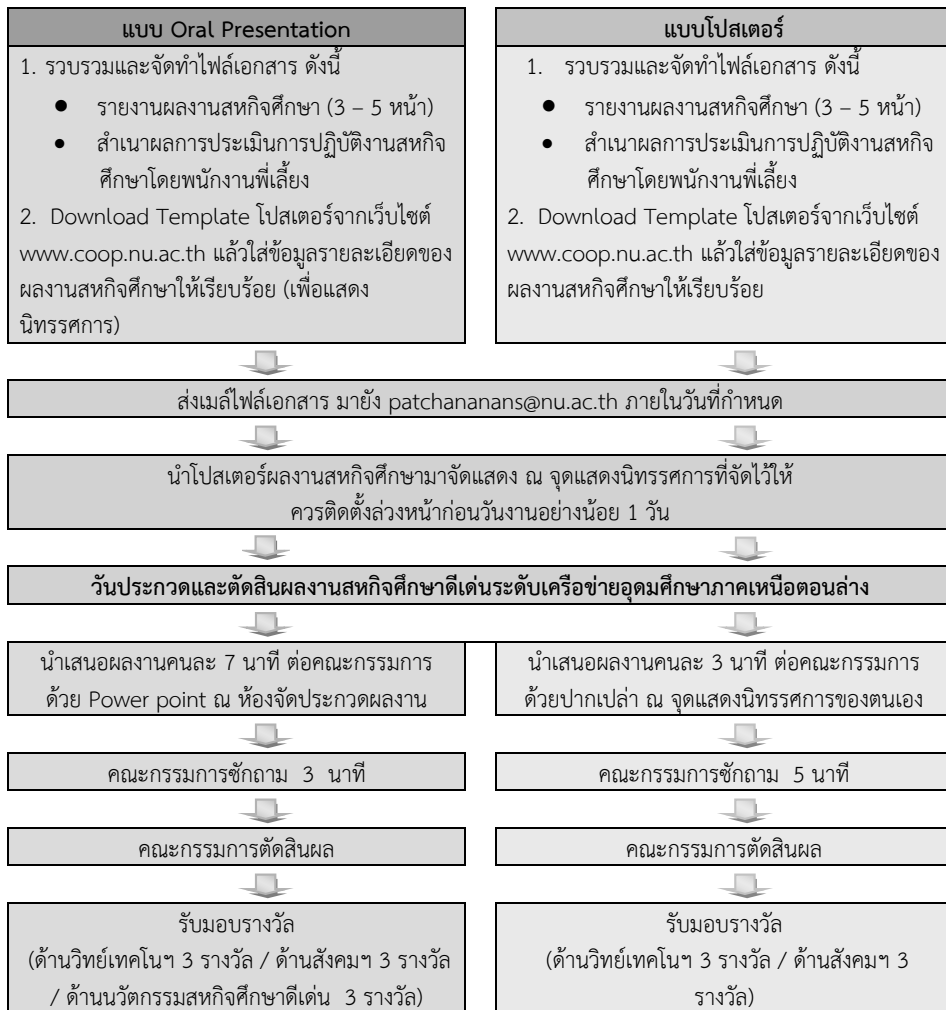 แบบ Oral Presentation
1. รวบรวมและจัดทำไฟล์เอกสาร ดังนี้
● รายงานผลงานสหกิจศึกษา (3 – 5 หน้า)
● สำเนาผลการประเมินการปฏิบัติงานสหกิจ
ศึกษาโดยพนักงานพี่เลี้ยง
2. Download Template โปสเตอร์จากเว็บไซต์
www.coop.nu.ac.th แล้วใส่ข้อมูลรายละเอียดของ
ผลงานสหกิจศึกษาให้เรียบร้อย (เพื่อแสดง
นิทรรศการ)
แบบโปสเตอร์
1. รวบรวมและจัดทำไฟล์เอกสาร ดังนี้
● รายงานผลงานสหกิจศึกษา (3 – 5 หน้า)
● สำเนาผลการประเมินการปฏิบัติงานสหกิจ
ศึกษาโดยพนักงานพี่เลี้ยง
2. Download Template โปสเตอร์จากเว็บไซต์
www.coop.nu.ac.th แล้วใส่ข้อมูลรายละเอียดของ
ผลงานสหกิจศึกษาให้เรียบร้อย
ส่งเมล์ไฟล์เอกสาร มายัง patchananans@nu.ac.th ภายในวันที่กำหนด
นำโปสเตอร์ผลงานสหกิจศึกษามาจัดแสดง ณ จุดแสดงนิทรรศการที่จัดไว้ให้
ควรติดตั้งล่วงหน้าก่อนวันงานอย่างน้อย 1 วัน
วันประกวดและตัดสินผลงานสหกิจศึกษาดีเด่นระดับเครือข่ายอุดมศึกษาภาคเหนือตอนล่าง
นำเสนอผลงานคนละ 7 นาที ต่อคณะกรรมการ
ด้วย Power point ณ ห้องจัดประกวดผลงาน
นำเสนอผลงานคนละ 3 นาที ต่อคณะกรรมการ
ด้วยปากเปล่า ณ จุดแสดงนิทรรศการของตนเอง
คณะกรรมการซักถาม 3 นาที
คณะกรรมการซักถาม 5 นาที
คณะกรรมการตัดสินผล
คณะกรรมการตัดสินผล
รับมอบรางวัล
(ด้านวิทย์เทคโนฯ 3 รางวัล / ด้านสังคมฯ 3 รางวัล
/ ด้านนวัตกรรมสหกิจศึกษาดีเด่น 3 รางวัล)
รับมอบรางวัล
(ด้านวิทย์เทคโนฯ 3 รางวัล / ด้านสังคมฯ 3
รางวัล)